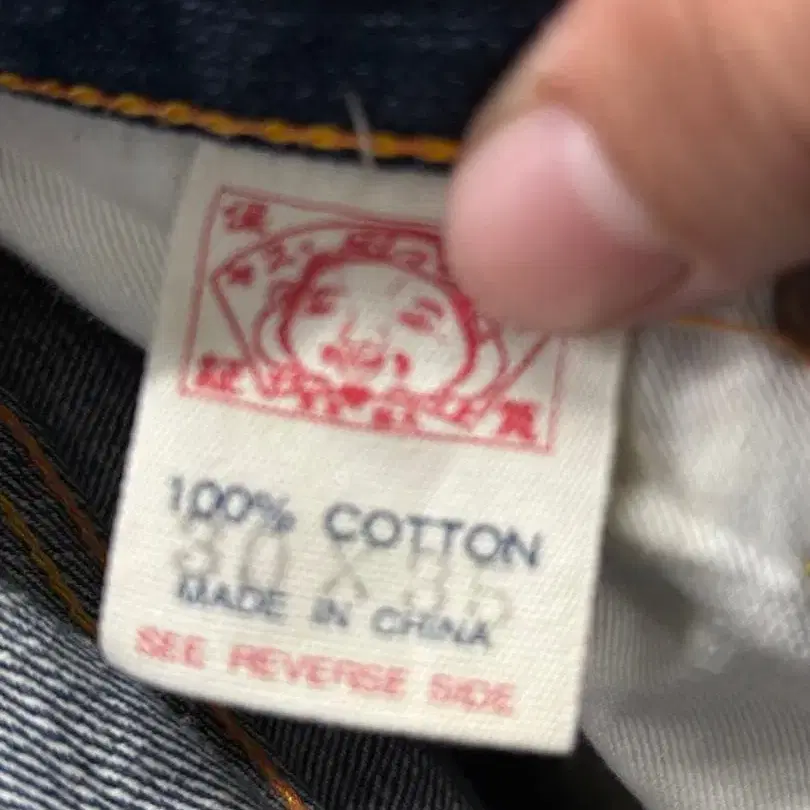 100% COTTON
30 X 35
MADE IN CHINA
SEE REVERSE SIDE